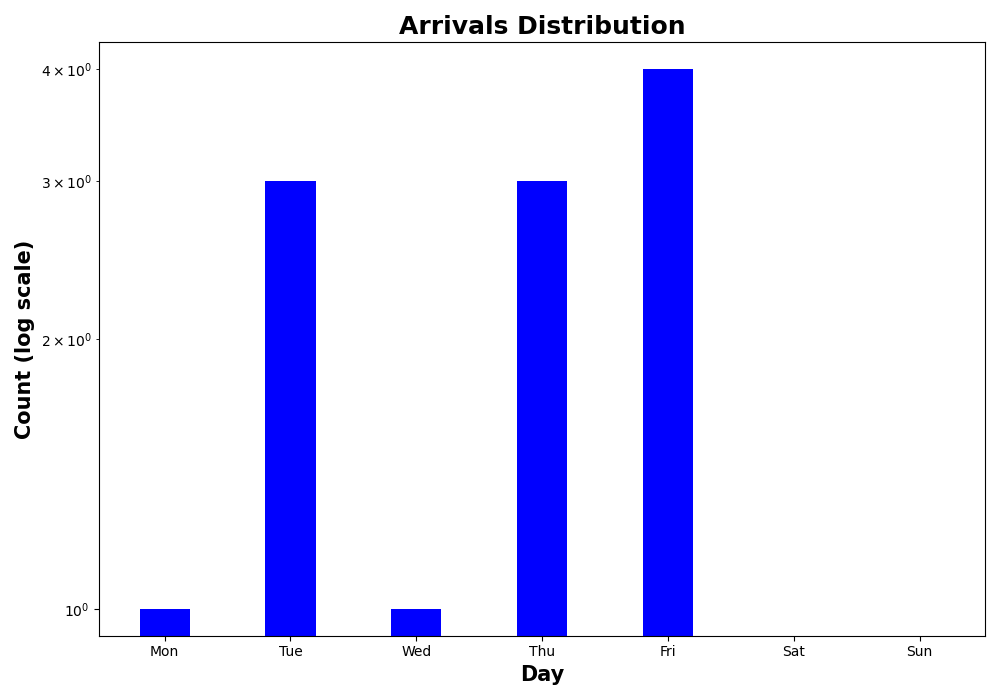 Arrivals Distribution
Count (log scale)
4 × 10⁰
3 × 10⁰
2 × 10⁰
10⁰
Mon Tue Wed Thu Fri Sat Sun
Day